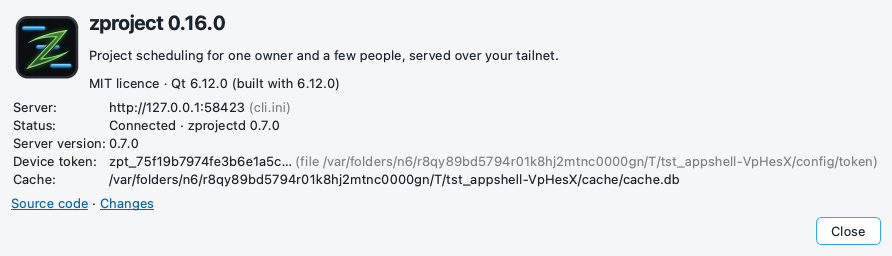 zproject 0.16.0
Project scheduling for one owner and a few people, served over your tailnet.
MIT licence · Qt 6.12.0 (built with 6.12.0)
Server: http://127.0.0.1:58423 (cli.ini)
Status: Connected · zprojectd 0.7.0
Server version: 0.7.0
Device token: zpt_75f19b7974fe3b6e1a5c... (file /var/folders/n6/r8qy89bd5794r01k8hj2mtnc0000gn/T/tst_appshell-VpHesX/config/token)
Cache: /var/folders/n6/r8qy89bd5794r01k8hj2mtnc0000gn/T/tst_appshell-VpHesX/cache/cache.db
Source code · Changes
Close